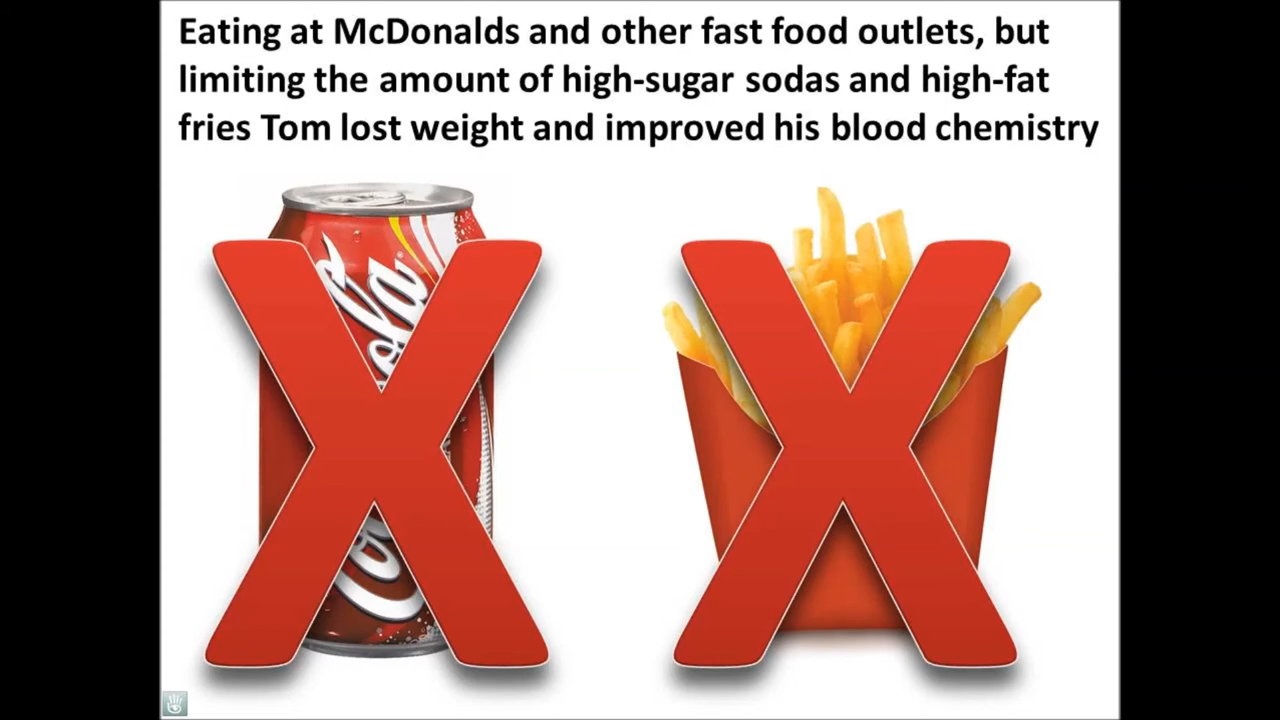 Eating at McDonalds and other fast food outlets, but
limiting the amount of high-sugar sodas and high-fat
fries Tom lost weight and improved his blood chemistry